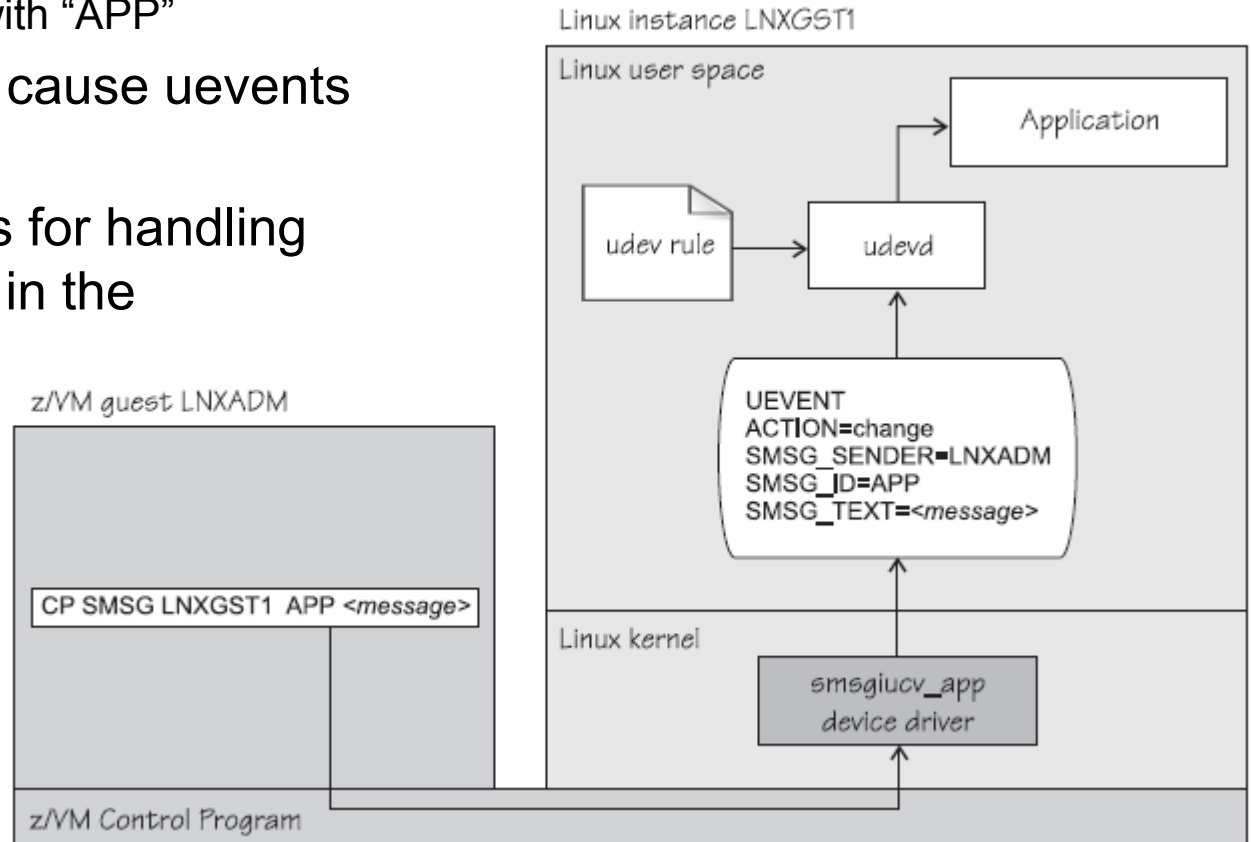 with “APP”
cause uevents
s for handling
in the
Linux instance LNXGST1
Linux user space
Application
udev rule
udevd
UEVENT
ACTION=change
SMSG_SENDER=LNXADM
SMSG_ID=APP
SMSG_TEXT=<message>
z/VM guest LNXADM
CP SMSG LNXGST1 APP <message>
Linux kernel
smsgiucv_app
device driver
z/VM Control Program